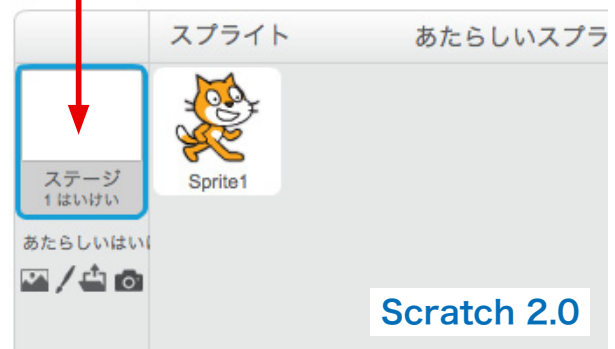 スプライト
あたらしいスプラ
ステージ
1 はいけい
Sprite1
あたらしいはい
Scratch 2.0